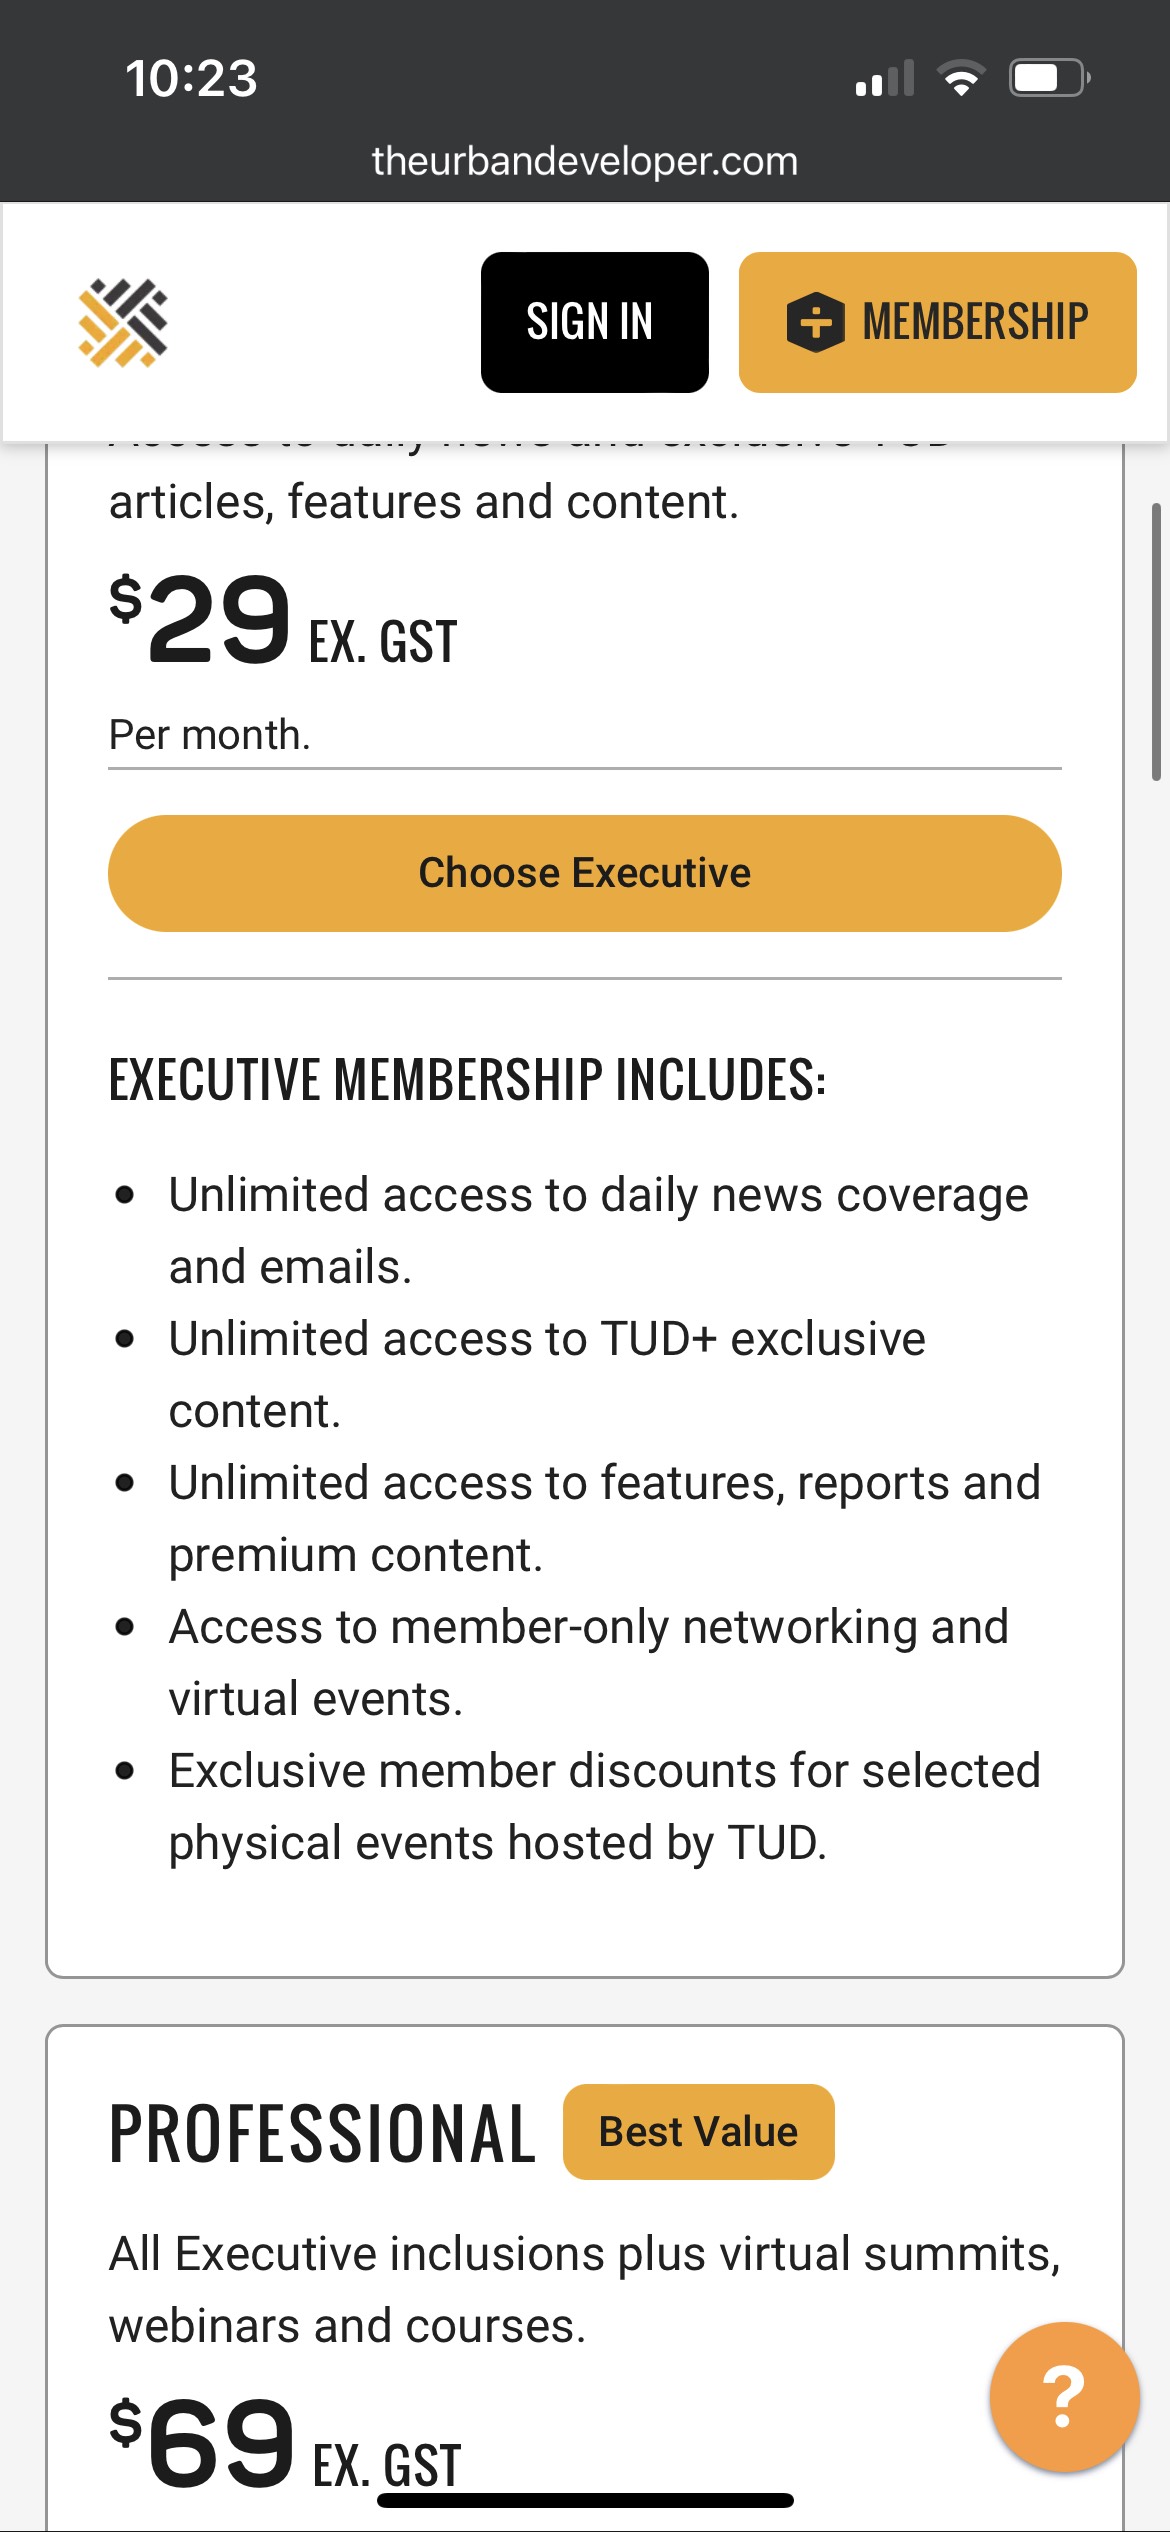 10:23
theurbandeveloper.com
SIGN IN
MEMBERSHIP
articles, features and content.
$29 EX. GST
Per month.
Choose Executive
EXECUTIVE MEMBERSHIP INCLUDES:
• Unlimited access to daily news coverage
and emails.
• Unlimited access to TUD+ exclusive
content.
• Unlimited access to features, reports and
premium content.
• Access to member-only networking and
virtual events.
• Exclusive member discounts for selected
physical events hosted by TUD.
PROFESSIONAL
Best Value
All Executive inclusions plus virtual summits,
webinars and courses.
$69 EX. GST
?